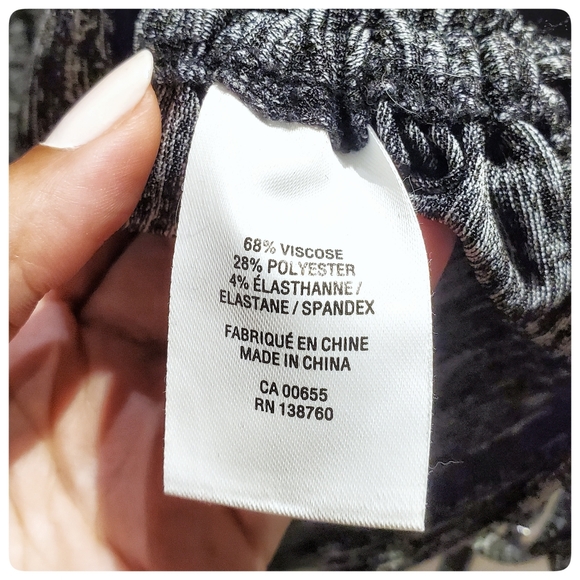 68% VISCOSE
28% POLYESTER
4% ÉLASTHANNE /
ELASTANE / SPANDEX
FABRIQUÉ EN CHINE
MADE IN CHINA
CA 00655
RN 138760